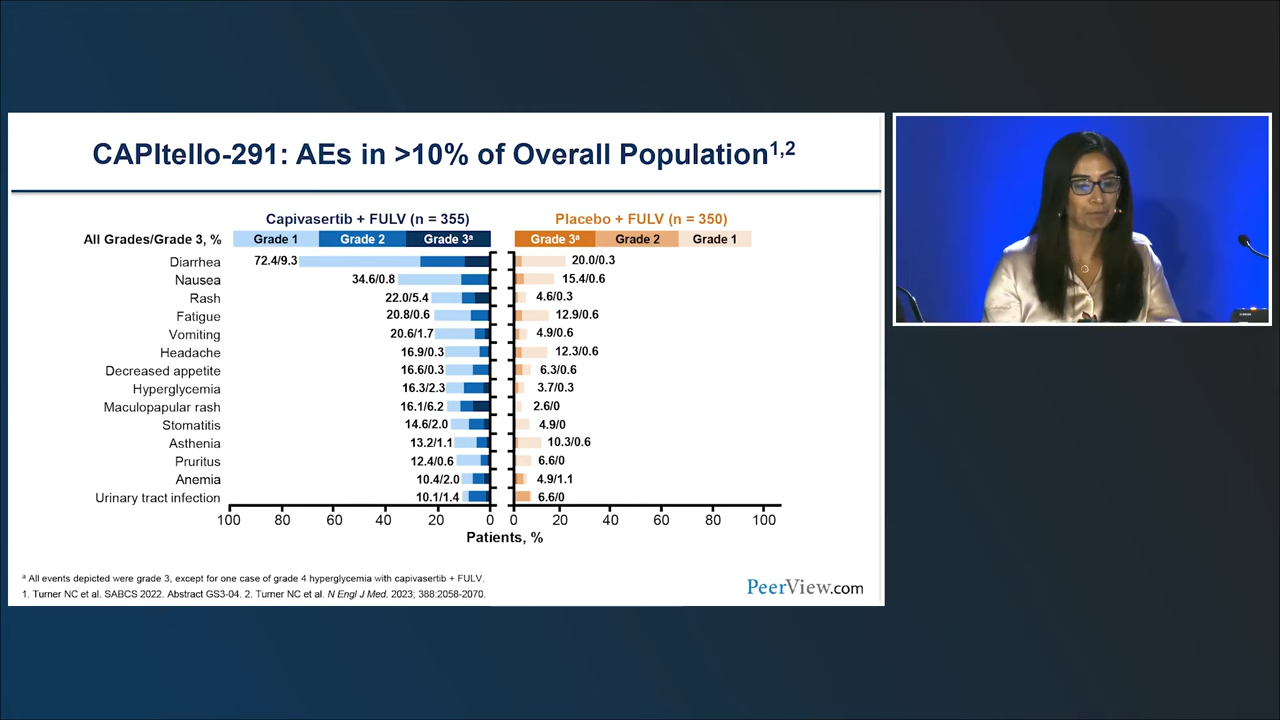 CAPItello-291: AEs in >10% of Overall Population1,2
Capivasertib + FULV (n = 355)
Placebo + FULV (n = 350)
All Grades/Grade 3, %
Grade 1 Grade 2 Grade 3a
Grade 3a Grade 2 Grade 1
Diarrhea 72.4/9.3 20.0/0.3
Nausea 34.6/0.8 15.4/0.6
Rash 22.0/5.4 4.6/0.3
Fatigue 20.8/0.6 12.9/0.6
Vomiting 20.6/1.7 4.9/0.6
Headache 16.9/0.3 12.3/0.6
Decreased appetite 16.6/0.3 6.3/0.6
Hyperglycemia 16.3/2.3 3.7/0.3
Maculopapular rash 16.1/6.2 2.6/0
Stomatitis 14.6/2.0 4.9/0
Asthenia 13.2/1.1 10.3/0.6
Pruritus 12.4/0.6 6.6/0
Anemia 10.4/2.0 4.9/1.1
Urinary tract infection 10.1/1.4 6.6/0
100 80 60 40 20 0 0 20 40 60 80 100
Patients, %
a All events depicted were grade 3, except for one case of grade 4 hyperglycemia with capivasertib + FULV.
1. Turner NC et al. SABCS 2022. Abstract GS3-04. 2. Turner NC et al. N Engl J Med. 2023; 388:2058-2070.
PeerView.com